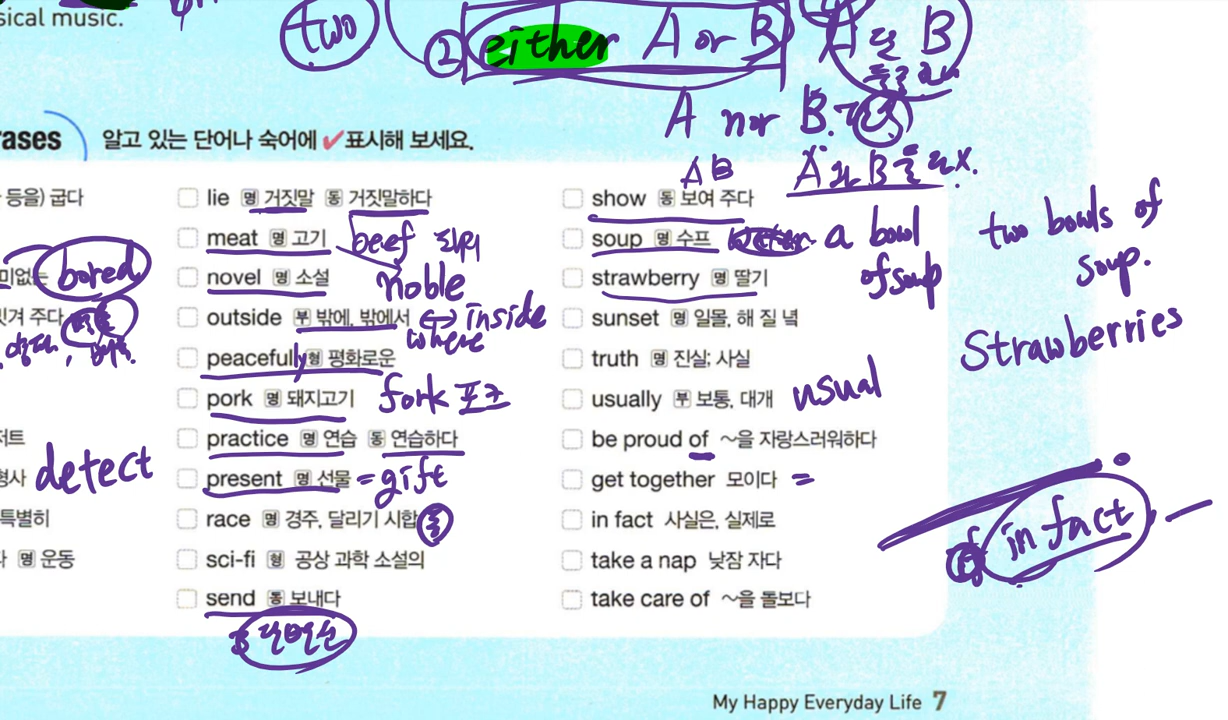 sical music.
two
② either A or B
A
B
A nor B.
A B
rases
알고 있는 단어나 숙어에 ✔표시해 보세요.
등을) 굽다
미없는 bored
씻겨 주다
저트
형사 detect
특별히
명 운동
lie 명 거짓말 동 거짓말하다
meat 명 고기 beef
novel 명 소설 noble
outside 부 밖에, 밖에서 ↔ inside
where
peacefully 형 평화로운
pork 명 돼지고기 fork 포크
practice 명 연습 동 연습하다
present 명 선물 = gift
race 명 경주, 달리기 시합
sci-fi 형 공상 과학 소설의
send 동 보내다
show 동 보여 주다
soup 명 수프 a bowl
of soup
two bowls of
soup.
strawberry 명 딸기
Strawberries
sunset 명 일몰, 해 질 녘
truth 명 진실; 사실
usually 부 보통, 대개 usual
be proud of ～을 자랑스러워하다
get together 모이다 =
in fact 사실은, 실제로
in fact,
take a nap 낮잠 자다
take care of ～을 돌보다
My Happy Everyday Life 7